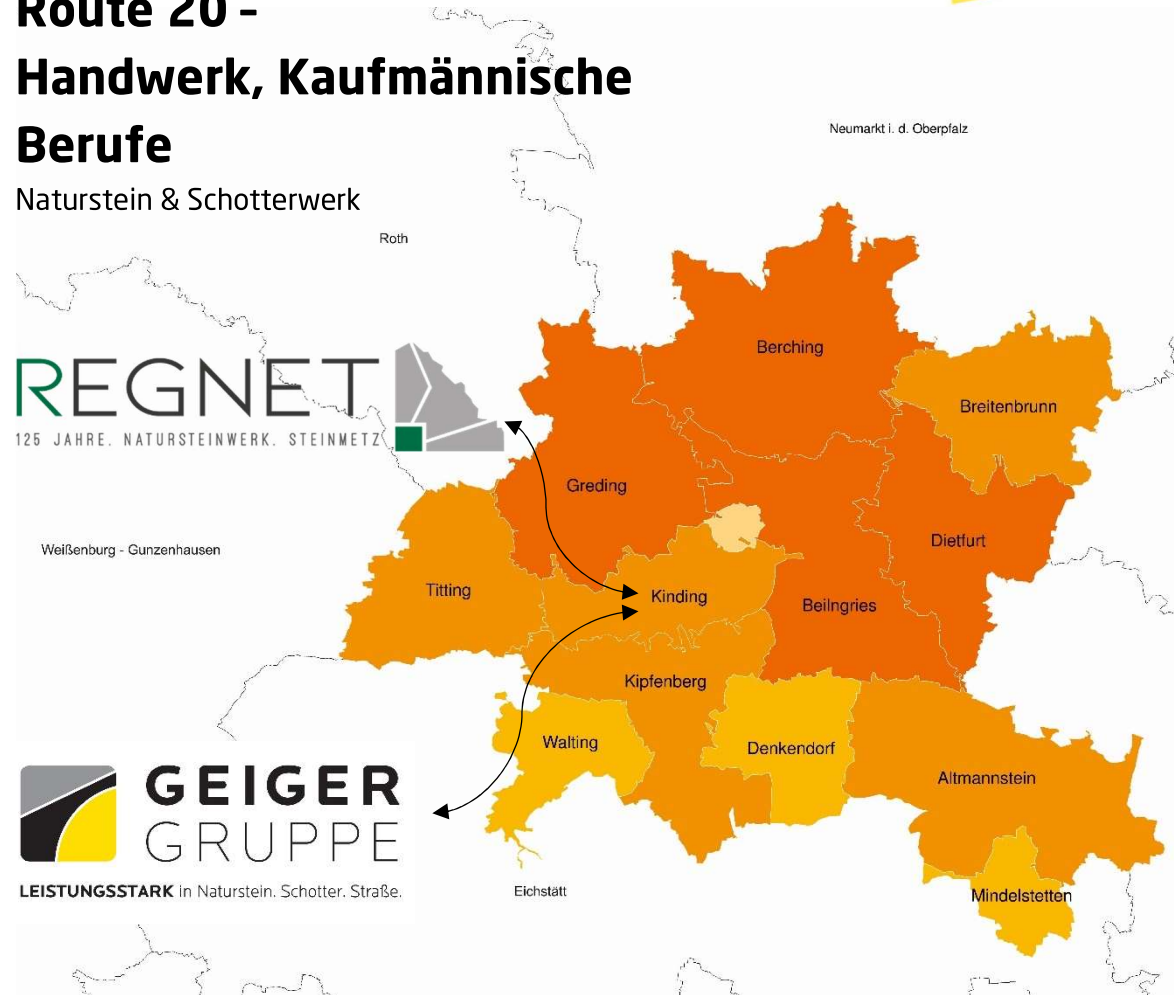 Route 20 –
Handwerk, Kaufmännische
Berufe
Naturstein & Schotterwerk
Neumarkt i. d. Oberpfalz
Roth
Berching
REGNET
125 JAHRE. NATURSTEINWERK. STEINMETZ
Breitenbrunn
Greding
Weißenburg - Gunzenhausen
Dietfurt
Titting
Kinding
Beilngries
Kipfenberg
Walting
Denkendorf
Altmannstein
GEIGER
GRUPPE
LEISTUNGSSTARK in Naturstein. Schotter. Straße.
Eichstätt
Mindelstetten